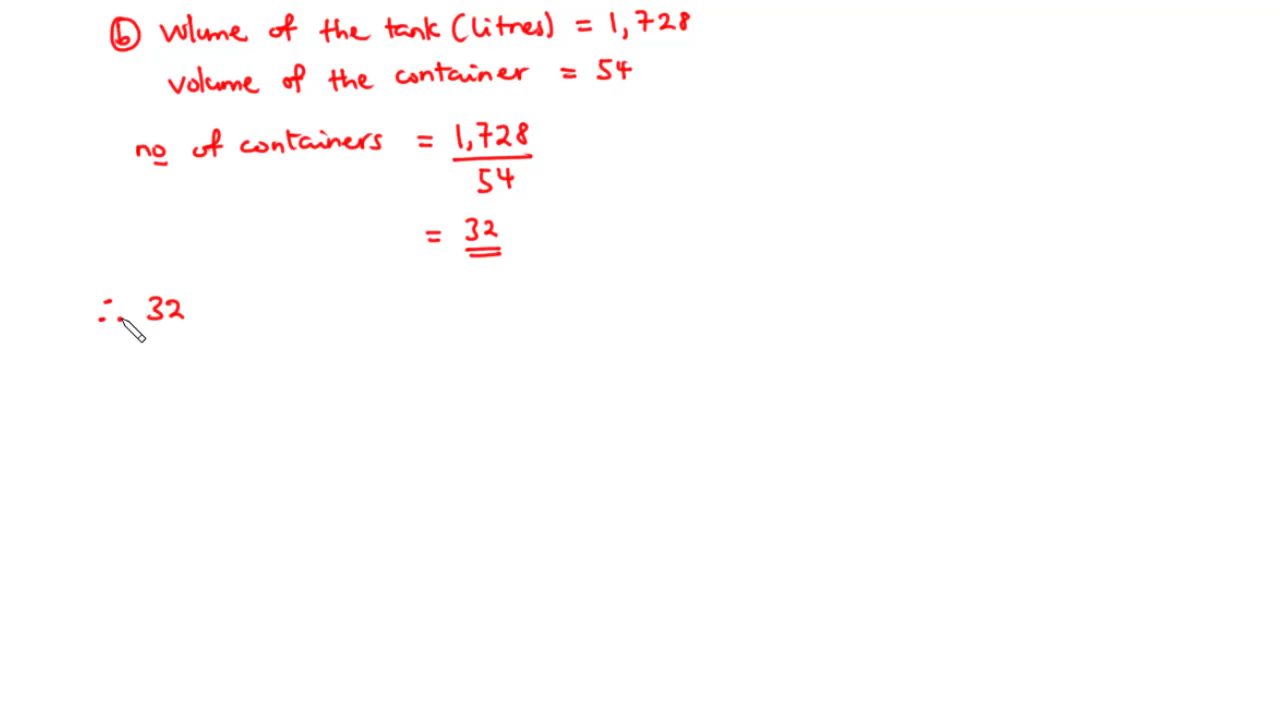 ⓑ volume of the tank (litres) = 1,728
volume of the container = 54
no of containers = 1,728
54
= 32
∴ 32